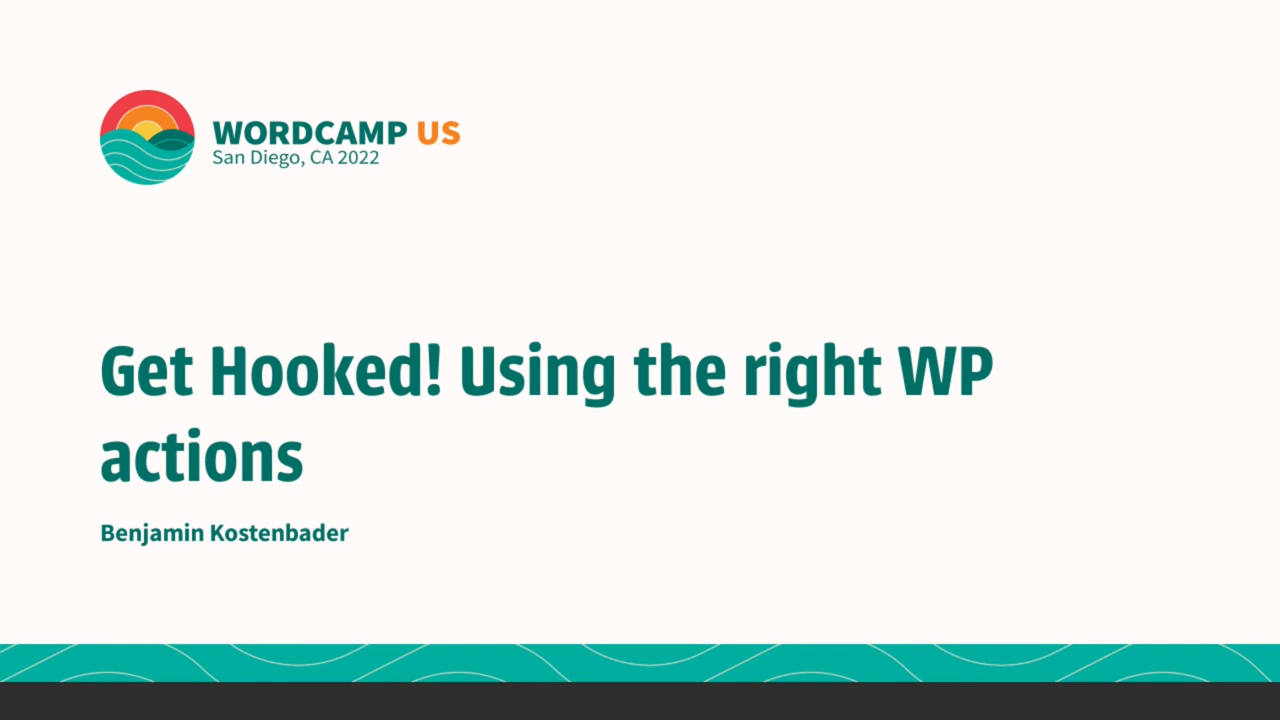 WORDCAMP US
San Diego, CA 2022
Get Hooked! Using the right WP
actions
Benjamin Kostenbader